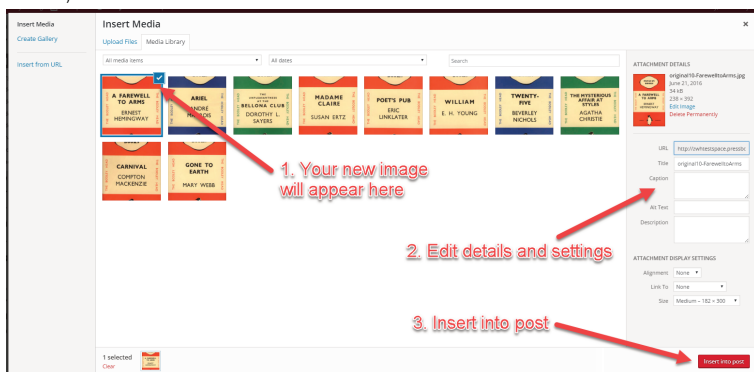 Insert Media
Create Gallery
Insert from URL
Insert Media
×
Upload Files Media Library
All media items
All dates
Search
A FAREWELL
TO ARMS
ERNEST
HEMINGWAY
ARIEL
ANDRE
MAUROIS
THE
UNPLEASANTNESS
AT THE
BELLONA CLUB
DOROTHY L.
SAYERS
MADAME
CLAIRE
SUSAN ERTZ
POET'S PUB
ERIC
LINKLATER
WILLIAM
E. H. YOUNG
TWENTY-
FIVE
BEVERLEY
NICHOLS
THE MYSTERIOUS
AFFAIR AT
STYLES
AGATHA
CHRISTIE
CARNIVAL
COMPTON
MACKENZIE
GONE TO
EARTH
MARY WEBB
1. Your new image
will appear here
2. Edit details and settings
3. Insert into post
ATTACHMENT DETAILS
original10-FarewelltoArms.jpg
June 21, 2016
34 kB
238 × 392
Edit Image
Delete Permanently
URL
Title original10-FarewelltoArms
Caption
Alt Text
Description
ATTACHMENT DISPLAY SETTINGS
Alignment None
Link To None
Size Medium – 182 × 300
1 selected
Clear
Insert into post